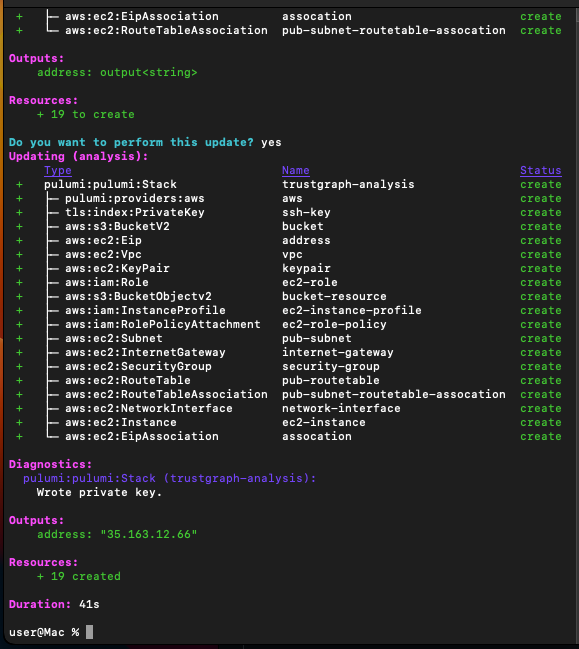 + ├─ aws:ec2:EipAssociation assocation create
+ └─ aws:ec2:RouteTableAssociation pub-subnet-routetable-assocation create
Outputs:
address: output<string>
Resources:
+ 19 to create
Do you want to perform this update? yes
Updating (analysis):
Type Name Status
+ pulumi:pulumi:Stack trustgraph-analysis create
+ ├─ pulumi:providers:aws aws create
+ ├─ tls:index:PrivateKey ssh-key create
+ ├─ aws:s3:BucketV2 bucket create
+ ├─ aws:ec2:Eip address create
+ ├─ aws:ec2:Vpc vpc create
+ ├─ aws:ec2:KeyPair keypair create
+ ├─ aws:iam:Role ec2-role create
+ ├─ aws:s3:BucketObjectv2 bucket-resource create
+ ├─ aws:iam:InstanceProfile ec2-instance-profile create
+ ├─ aws:iam:RolePolicyAttachment ec2-role-policy create
+ ├─ aws:ec2:Subnet pub-subnet create
+ ├─ aws:ec2:InternetGateway internet-gateway create
+ ├─ aws:ec2:SecurityGroup security-group create
+ ├─ aws:ec2:RouteTable pub-routetable create
+ ├─ aws:ec2:RouteTableAssociation pub-subnet-routetable-assocation create
+ ├─ aws:ec2:NetworkInterface network-interface create
+ ├─ aws:ec2:Instance ec2-instance create
+ └─ aws:ec2:EipAssociation assocation create
Diagnostics:
pulumi:pulumi:Stack (trustgraph-analysis):
Wrote private key.
Outputs:
address: "35.163.12.66"
Resources:
+ 19 created
Duration: 41s
user@Mac %